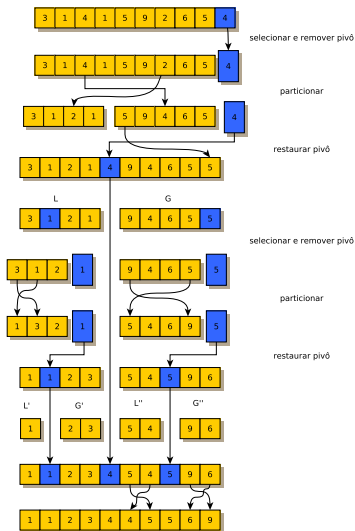 3 1 4 1 5 9 2 6 5 4
selecionar e remover pivô
3 1 4 1 5 9 2 6 5 4
particionar
3 1 2 1 5 9 4 6 5 4
restaurar pivô
3 1 2 1 4 9 4 6 5 5
L G
3 1 2 1 9 4 6 5 5
selecionar e remover pivô
3 1 2 1 9 4 6 5 5
particionar
1 3 2 1 5 4 6 9 5
restaurar pivô
1 1 2 3 5 4 5 9 6
L' G' L'' G''
1 2 3 5 4 9 6
1 1 2 3 4 5 4 5 9 6
1 1 2 3 4 4 5 5 6 9